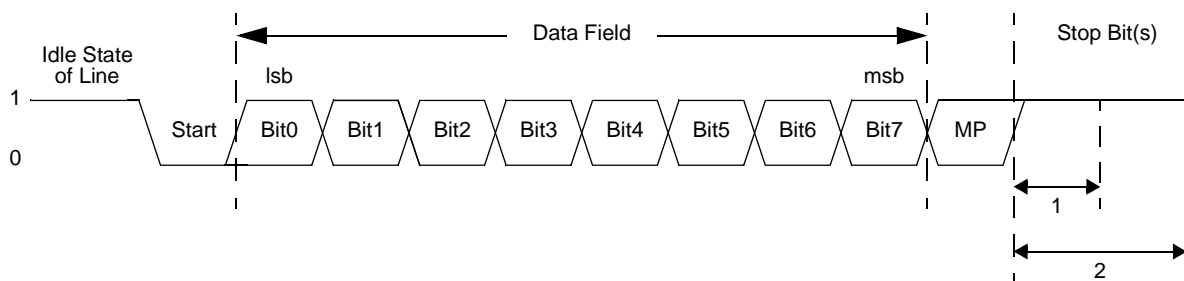 Data Field
Stop Bit(s)
Idle State
of Line
lsb
msb
1
Start
Bit0
Bit1
Bit2
Bit3
Bit4
Bit5
Bit6
Bit7
MP
0
1
2